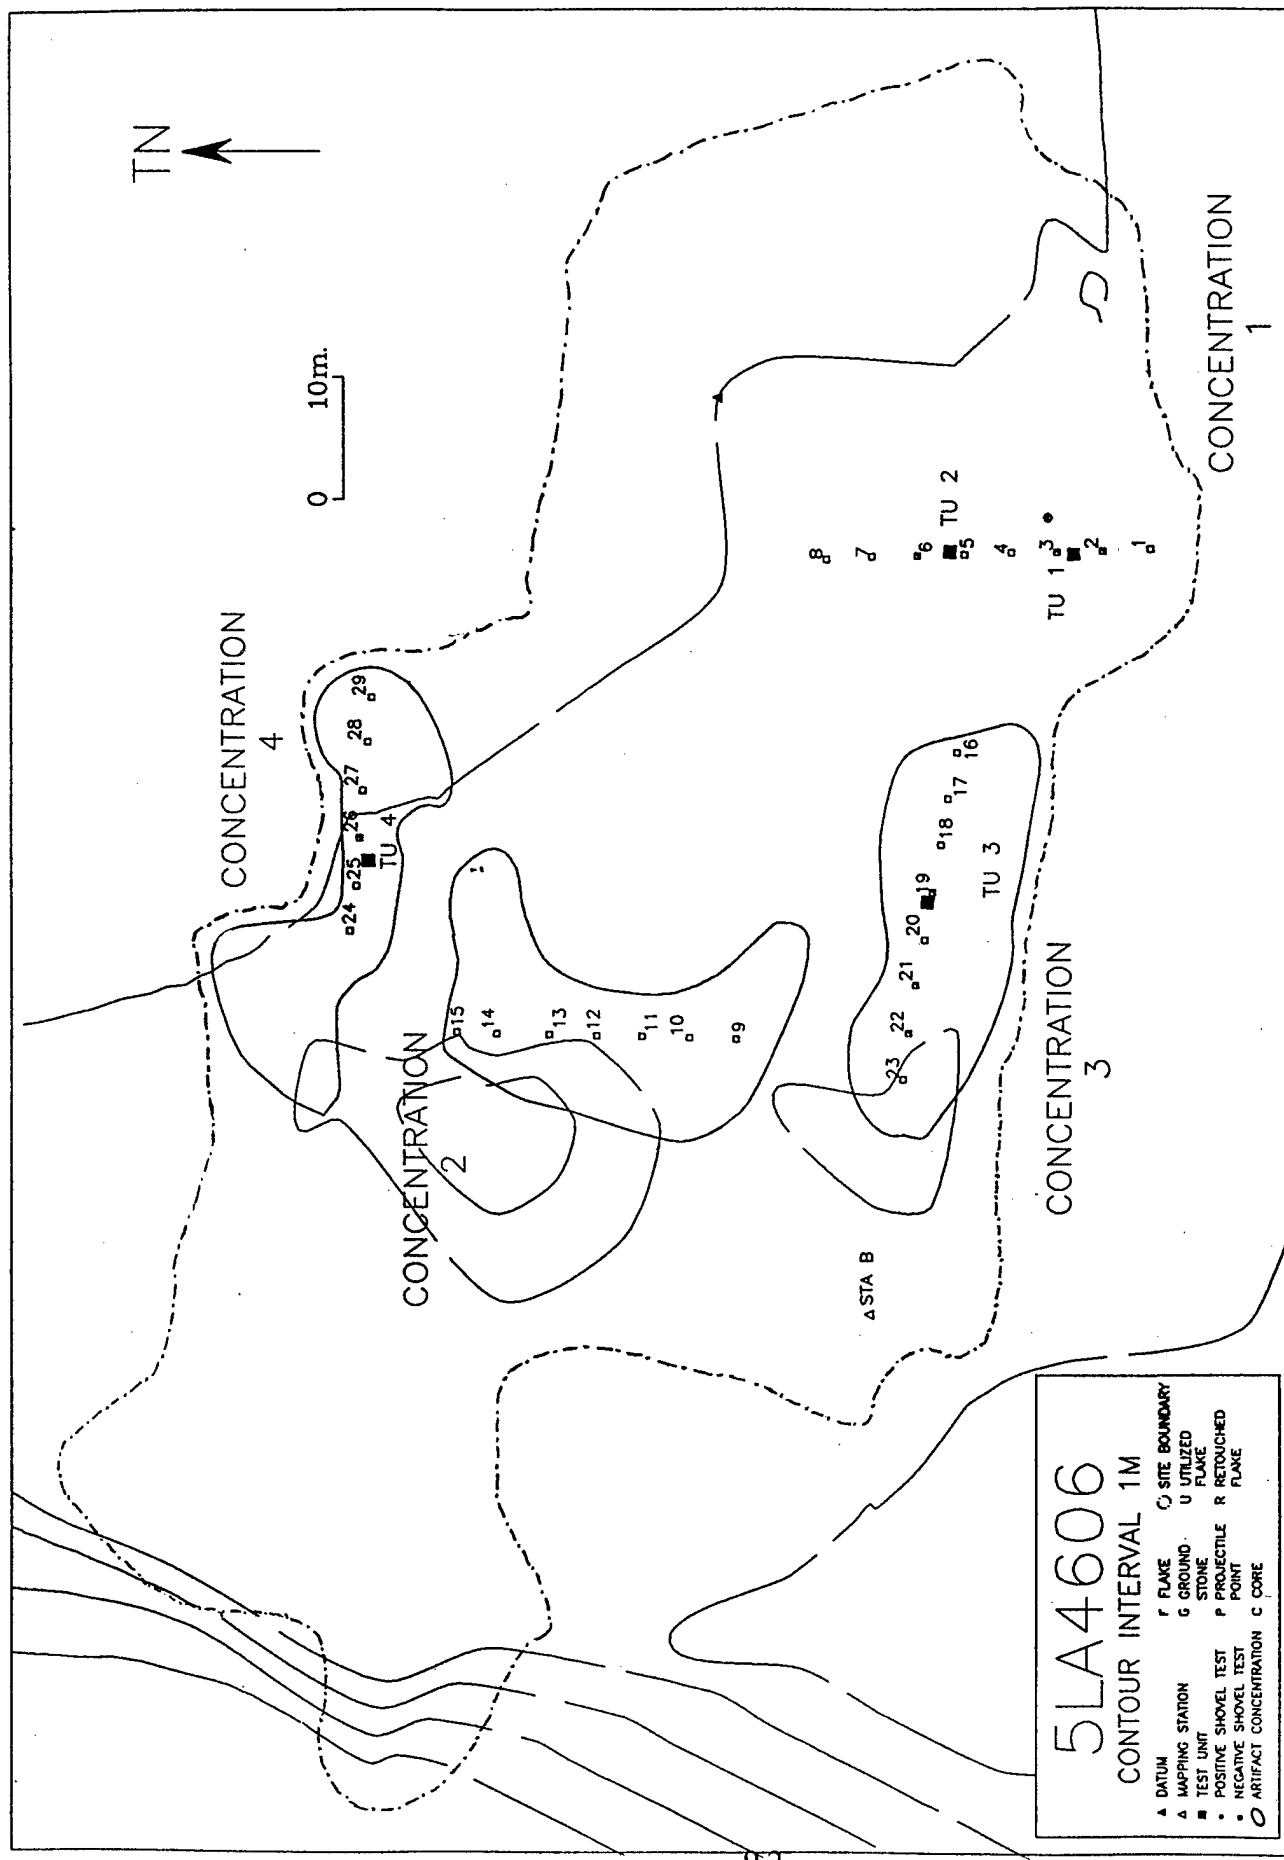 TN
0 10m.
CONCENTRATION
4
24
25
26
27
28
29
TU 4
CONCENTRATION
2
15
14
13
12
11
10
9
8
7
6
TU 2
5
4
3
TU 1
2
1
CONCENTRATION
1
23
22
21
20
19
18
17
16
TU 3
CONCENTRATION
3
STA B
5LA4606
CONTOUR INTERVAL 1M
DATUM
MAPPING STATION
TEST UNIT
POSITIVE SHOVEL TEST
NEGATIVE SHOVEL TEST
ARTIFACT CONCENTRATION
F FLAKE
G GROUND
STONE
P PROJECTILE
POINT
C CORE
SITE BOUNDARY
U UTILIZED
FLAKE
R RETOUCHED
FLAKE